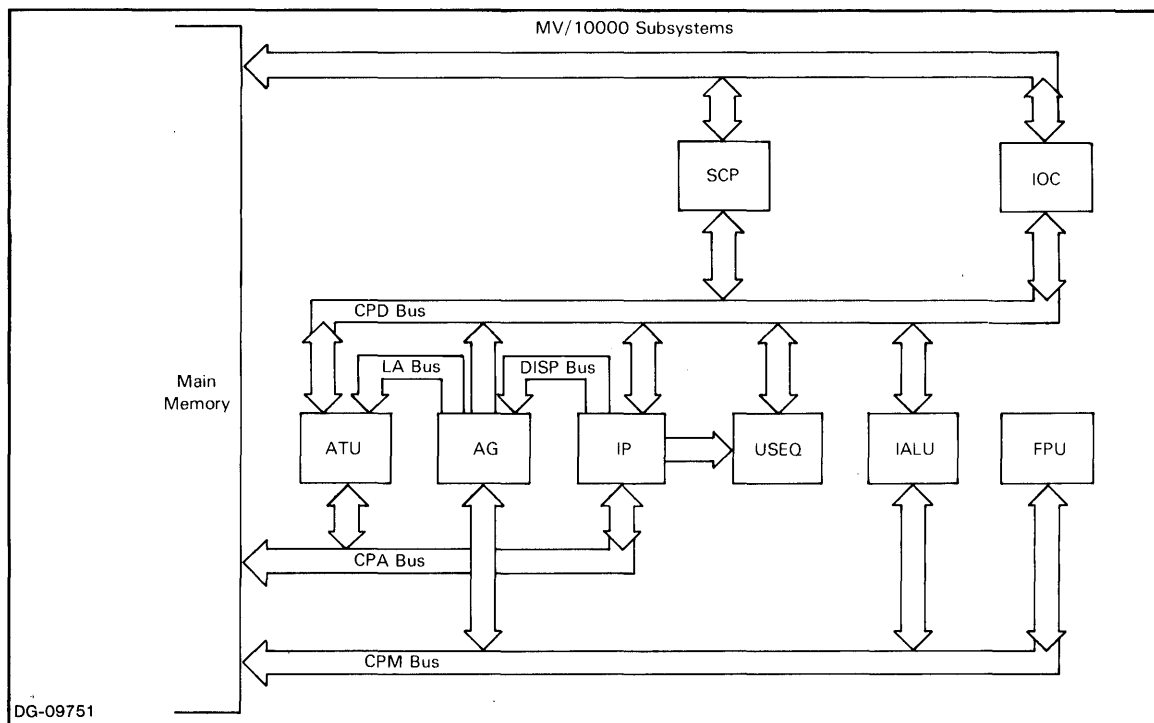 MV/10000 Subsystems
SCP
IOC
CPD Bus
LA Bus
DISP Bus
Main
Memory
ATU
AG
IP
USEQ
IALU
FPU
CPA Bus
CPM Bus
DG-09751